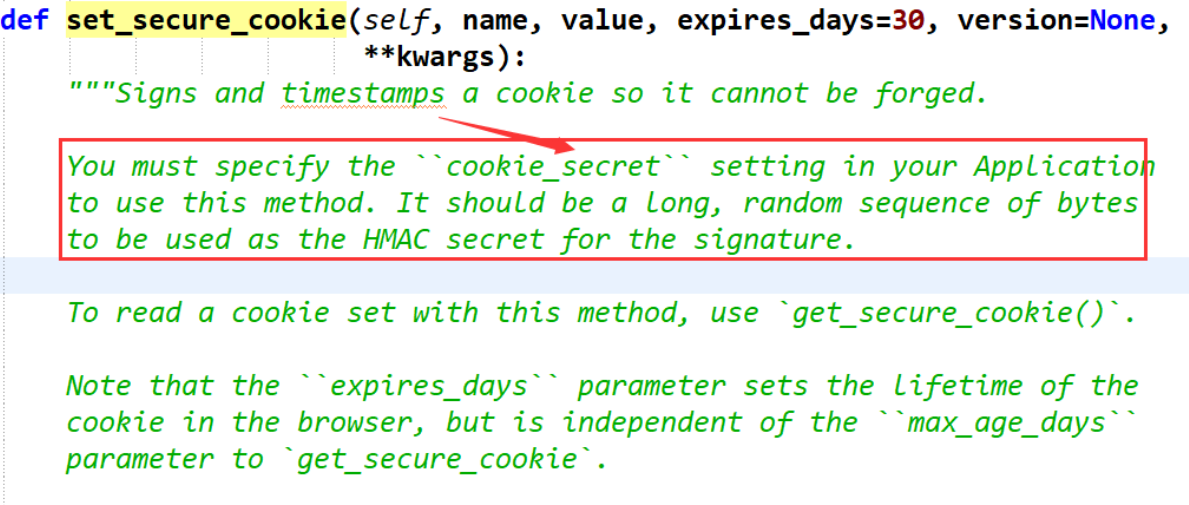 def set_secure_cookie(self, name, value, expires_days=30, version=None,
**kwargs):
"""Signs and timestamps a cookie so it cannot be forged.
You must specify the ``cookie_secret`` setting in your Application
to use this method. It should be a long, random sequence of bytes
to be used as the HMAC secret for the signature.
To read a cookie set with this method, use `get_secure_cookie()`.
Note that the ``expires_days`` parameter sets the lifetime of the
cookie in the browser, but is independent of the ``max_age_days``
parameter to `get_secure_cookie`.